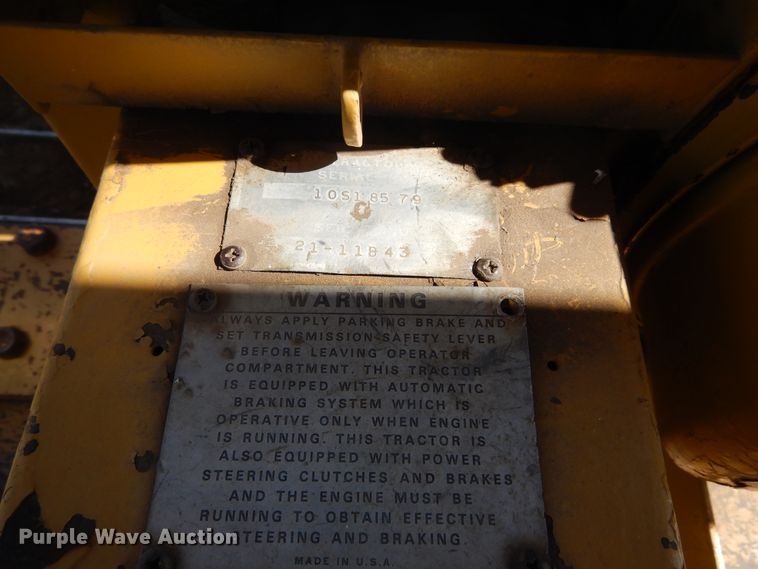 SERIAL
10S18579
21-11B43
WARNING
ALWAYS APPLY PARKING BRAKE AND
SET TRANSMISSION SAFETY LEVER
BEFORE LEAVING OPERATOR
COMPARTMENT. THIS TRACTOR
IS EQUIPPED WITH AUTOMATIC
BRAKING SYSTEM WHICH IS
OPERATIVE ONLY WHEN ENGINE
IS RUNNING. THIS TRACTOR IS
ALSO EQUIPPED WITH POWER
STEERING CLUTCHES AND BRAKES
AND THE ENGINE MUST BE
RUNNING TO OBTAIN EFFECTIVE
STEERING AND BRAKING.
MADE IN U.S.A.
Purple Wave Auction